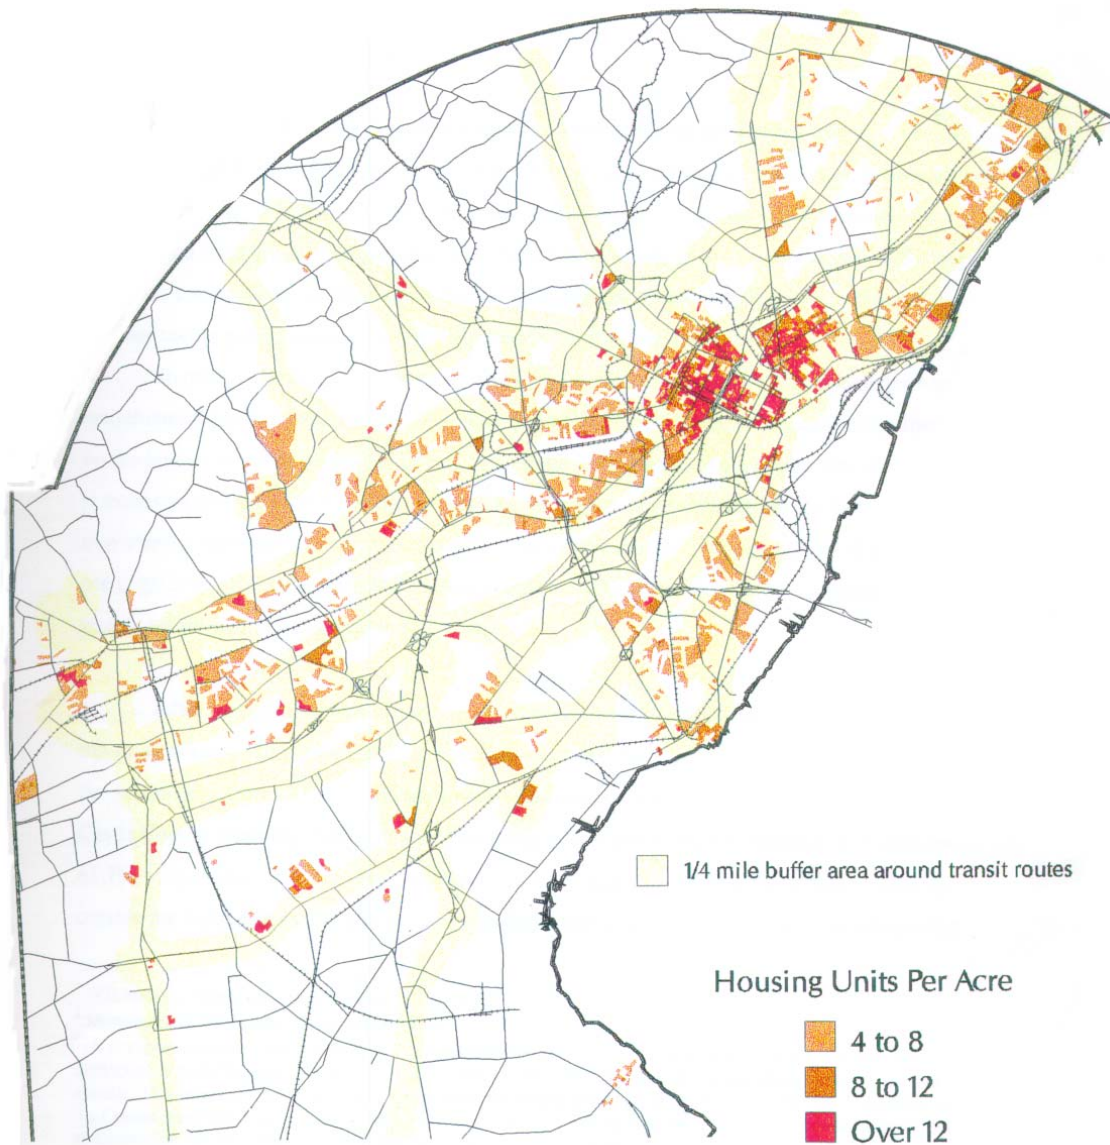 1/4 mile buffer area around transit routes
Housing Units Per Acre
4 to 8
8 to 12
Over 12